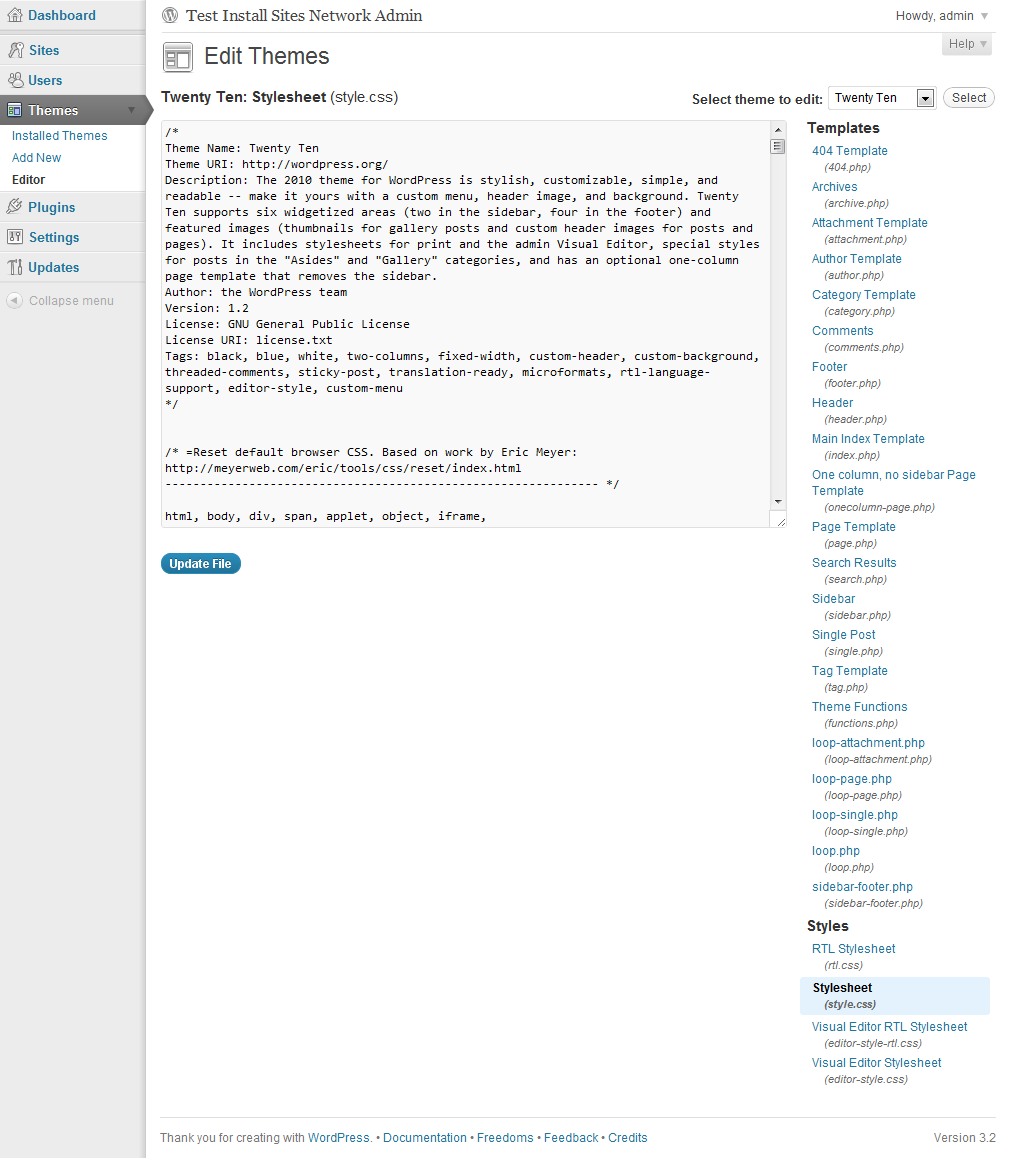 Dashboard
Sites
Users
Themes
Installed Themes
Add New
Editor
Plugins
Settings
Updates
Collapse menu
Test Install Sites Network Admin
Howdy, admin
Help
Edit Themes
Twenty Ten: Stylesheet (style.css)
Select theme to edit: Twenty Ten Select
/*
Theme Name: Twenty Ten
Theme URI: http://wordpress.org/
Description: The 2010 theme for WordPress is stylish, customizable, simple, and
readable -- make it yours with a custom menu, header image, and background. Twenty
Ten supports six widgetized areas (two in the sidebar, four in the footer) and
featured images (thumbnails for gallery posts and custom header images for posts and
pages). It includes stylesheets for print and the admin Visual Editor, special styles
for posts in the "Asides" and "Gallery" categories, and has an optional one-column
page template that removes the sidebar.
Author: the WordPress team
Version: 1.2
License: GNU General Public License
License URI: license.txt
Tags: black, blue, white, two-columns, fixed-width, custom-header, custom-background,
threaded-comments, sticky-post, translation-ready, microformats, rtl-language-
support, editor-style, custom-menu
*/
/* =Reset default browser CSS. Based on work by Eric Meyer:
http://meyerweb.com/eric/tools/css/reset/index.html
-------------------------------------------------------------- */
html, body, div, span, applet, object, iframe,
Update File
Templates
404 Template
(404.php)
Archives
(archive.php)
Attachment Template
(attachment.php)
Author Template
(author.php)
Category Template
(category.php)
Comments
(comments.php)
Footer
(footer.php)
Header
(header.php)
Main Index Template
(index.php)
One column, no sidebar Page
Template
(onecolumn-page.php)
Page Template
(page.php)
Search Results
(search.php)
Sidebar
(sidebar.php)
Single Post
(single.php)
Tag Template
(tag.php)
Theme Functions
(functions.php)
loop-attachment.php
(loop-attachment.php)
loop-page.php
(loop-page.php)
loop-single.php
(loop-single.php)
loop.php
(loop.php)
sidebar-footer.php
(sidebar-footer.php)
Styles
RTL Stylesheet
(rtl.css)
Stylesheet
(style.css)
Visual Editor RTL Stylesheet
(editor-style-rtl.css)
Visual Editor Stylesheet
(editor-style.css)
Thank you for creating with WordPress. • Documentation • Freedoms • Feedback • Credits
Version 3.2